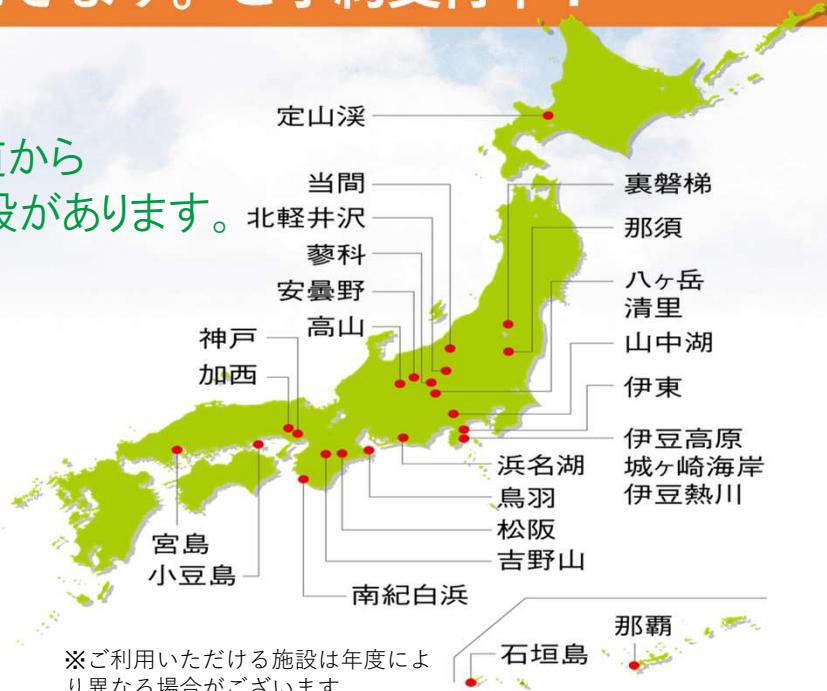 きます。ご予約受付中！
から
設があります。
定山渓
当間
北軽井沢
蓼科
安曇野
高山
神戸
加西
裏磐梯
那須
八ヶ岳
清里
山中湖
伊東
伊豆高原
城ヶ崎海岸
伊豆熱川
浜名湖
鳥羽
松阪
吉野山
南紀白浜
宮島
小豆島
那覇
石垣島
※ご利用いただける施設は年度によ
り異なる場合がございます